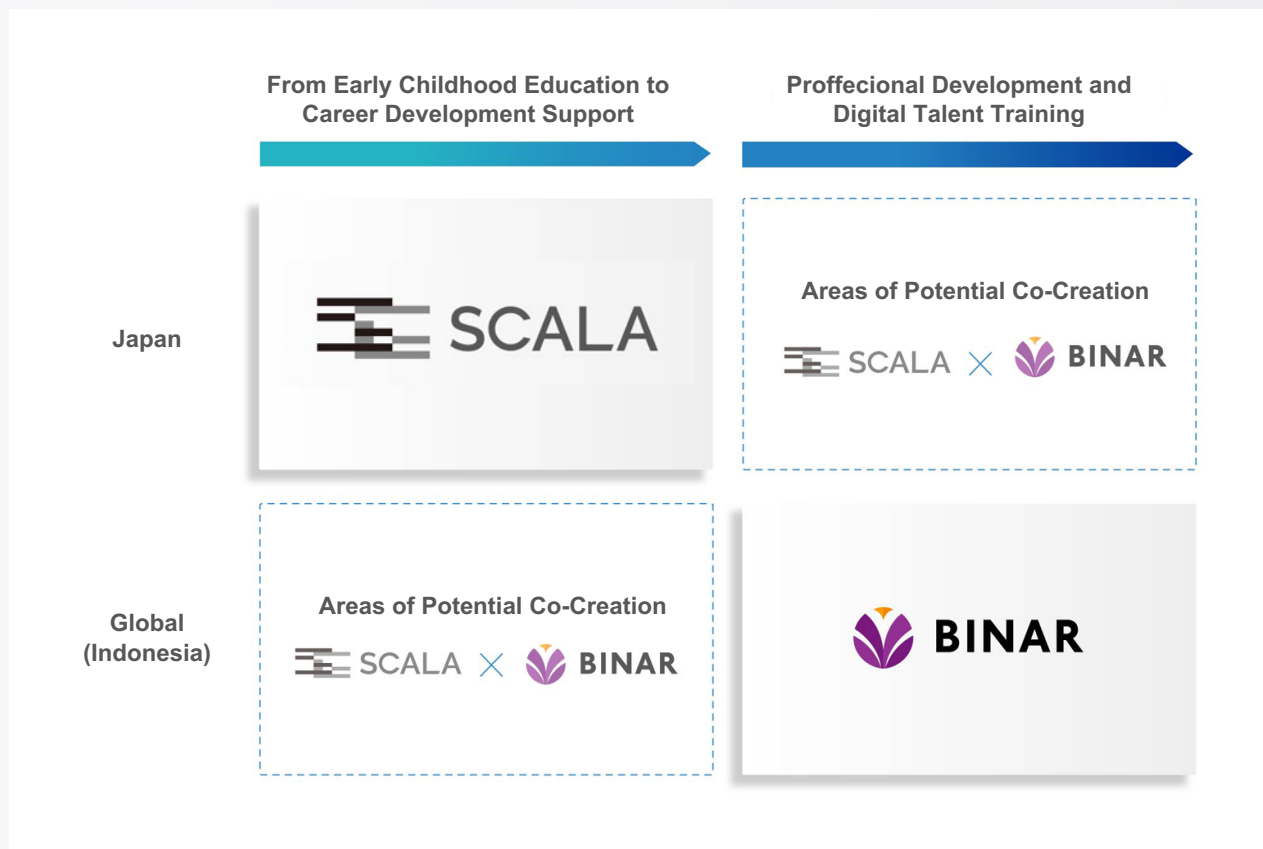 From Early Childhood Education to
Career Development Support
Proffecional Development and
Digital Talent Training
Japan
SCALA
Areas of Potential Co-Creation
SCALA × BINAR
Global
(Indonesia)
Areas of Potential Co-Creation
SCALA × BINAR
BINAR